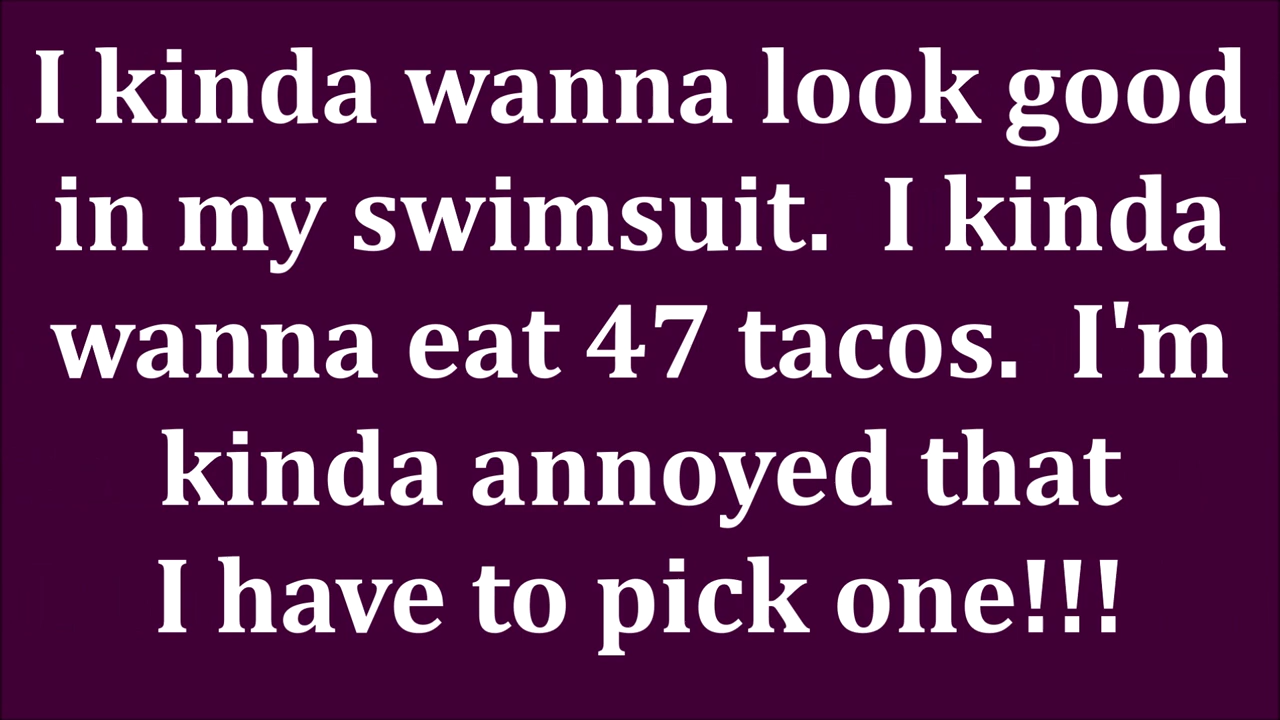 I kinda wanna look good
in my swimsuit.  I kinda
wanna eat 47 tacos.  I'm
kinda annoyed that
I have to pick one!!!